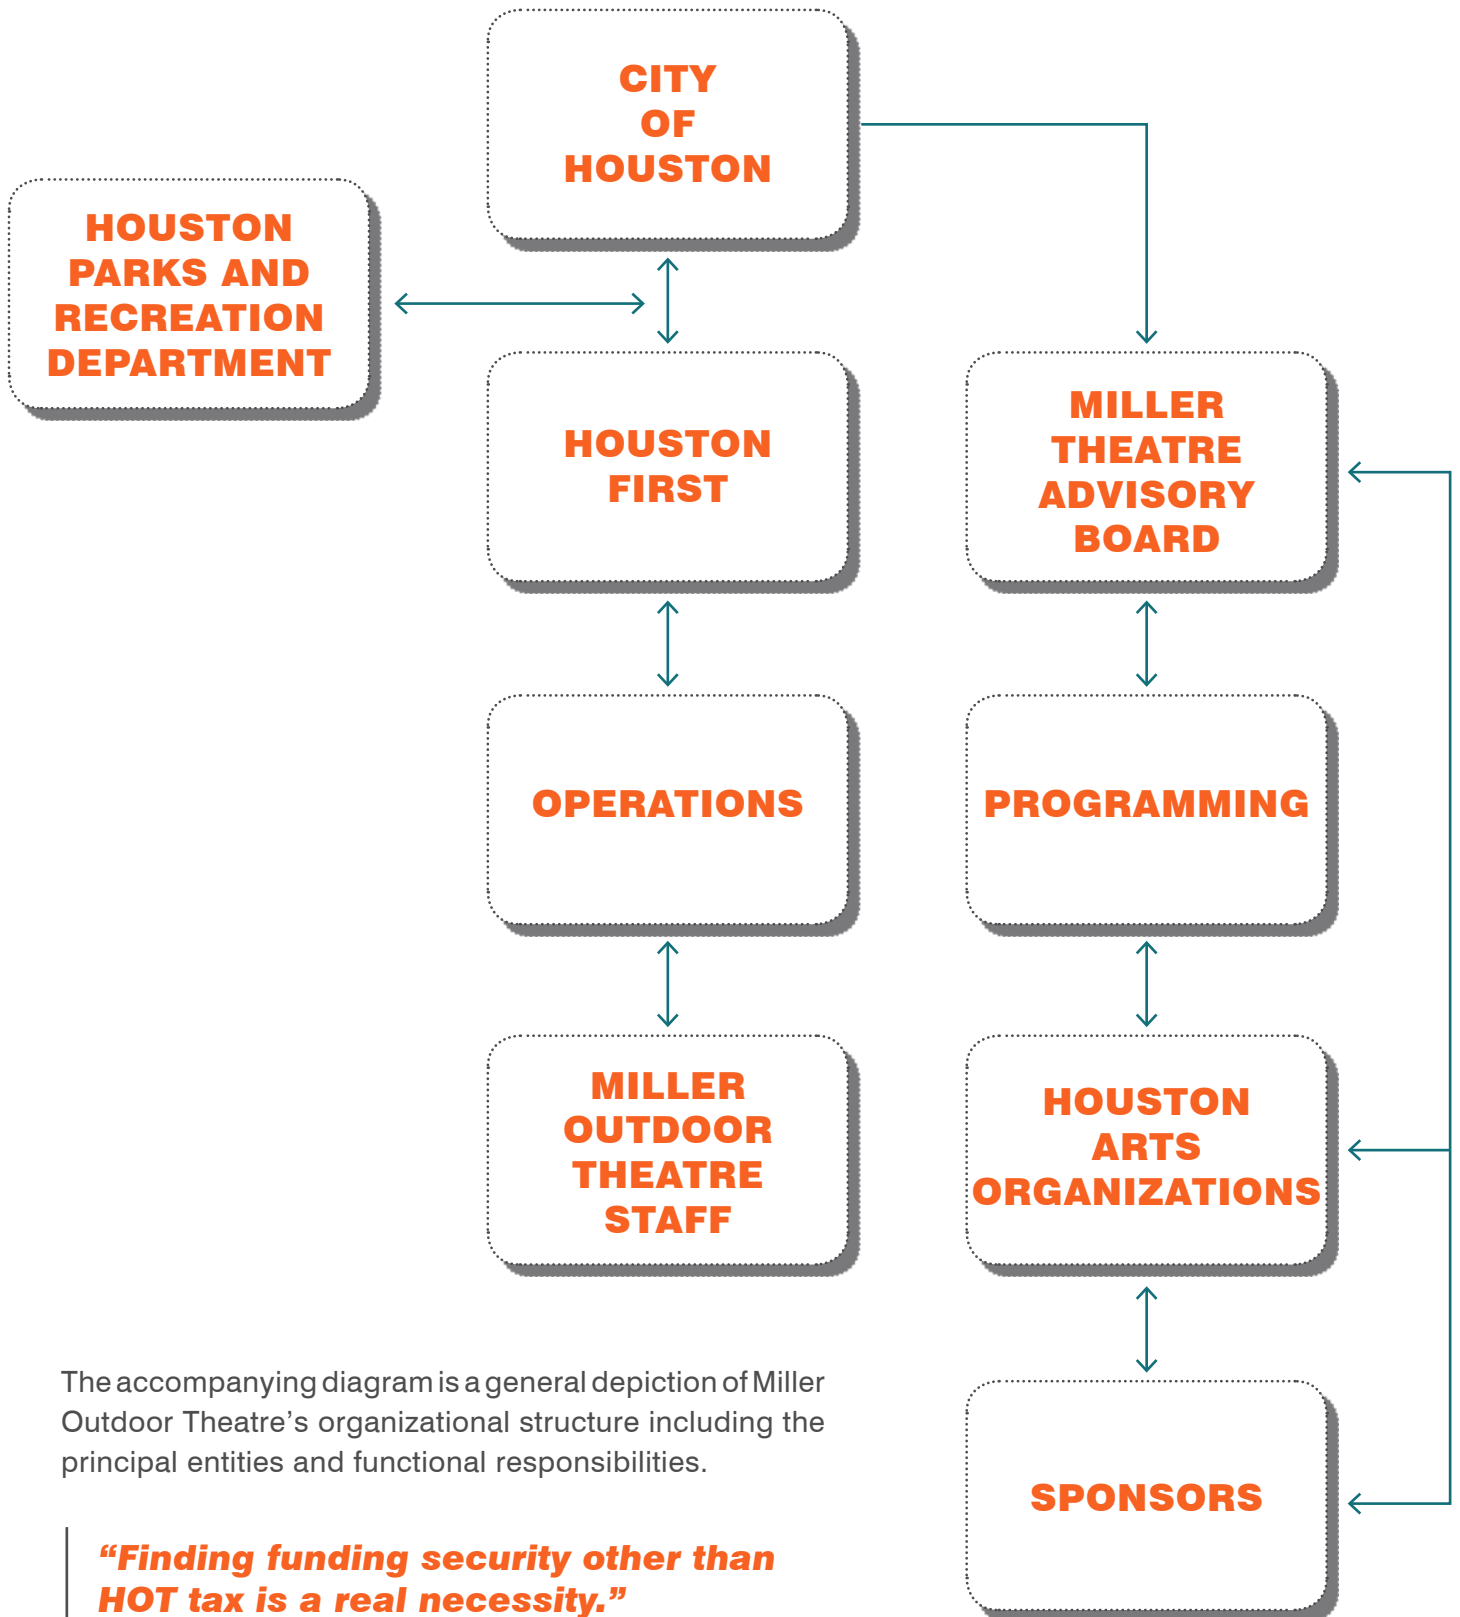 CITY
OF
HOUSTON
HOUSTON
PARKS AND
RECREATION
DEPARTMENT
HOUSTON
FIRST
MILLER
THEATRE
ADVISORY
BOARD
OPERATIONS
PROGRAMMING
MILLER
OUTDOOR
THEATRE
STAFF
HOUSTON
ARTS
ORGANIZATIONS
SPONSORS
The accompanying diagram is a general depiction of Miller
Outdoor Theatre’s organizational structure including the
principal entities and functional responsibilities.
“Finding funding security other than
HOT tax is a real necessity.”